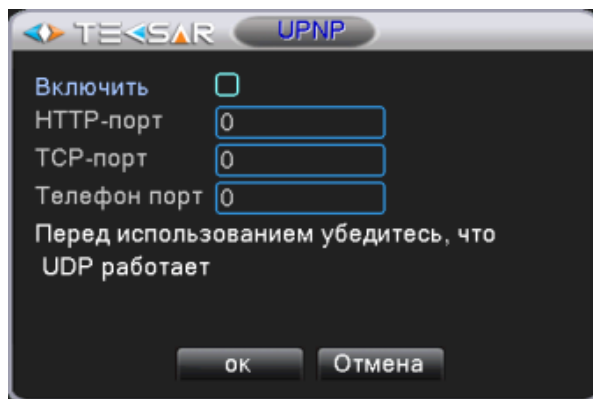 TECSAR UPNP
Включить
HTTP-порт 0
TCP-порт 0
Телефон порт 0
Перед использованием убедитесь, что
UDP работает
ок Отмена